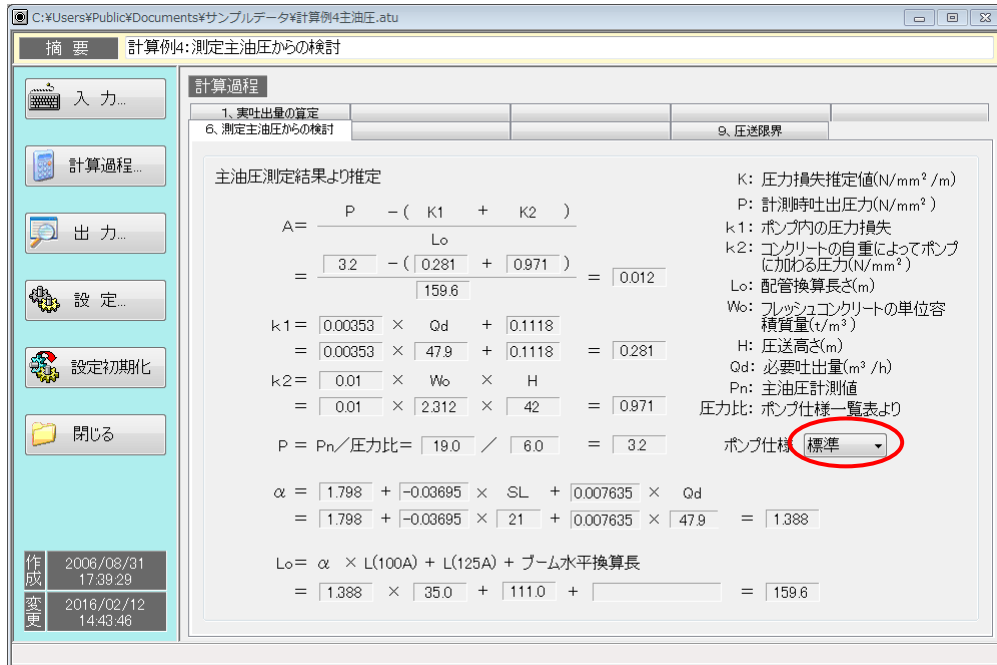 C:¥Users¥Public¥Documents¥サンプルデータ¥計算例4主油圧.atu
摘 要 計算例4:測定主油圧からの検討
入 力...
計算過程...
出 力...
設 定...
設定初期化
閉じる
作成 2006/08/31 17:39:29
変更 2016/02/12 14:43:46
計算過程
1、実吐出量の算定
6、測定主油圧からの検討 9、圧送限界
主油圧測定結果より推定
P －( K1 + K2 )
A=
Lo
= 3.2 －( 0.281 + 0.971 ) = 0.012
159.6
k1= 0.00353 × Qd + 0.1118
= 0.00353 × 47.9 + 0.1118 = 0.281
k2= 0.01 × Wo × H
= 0.01 × 2.312 × 42 = 0.971
P = Pn／圧力比= 19.0 ／ 6.0 = 3.2
α = 1.798 + -0.03695 × SL + 0.007635 × Qd
= 1.798 + -0.03695 × 21 + 0.007635 × 47.9 = 1.388
Lo= α × L(100A) + L(125A) + ブーム水平換算長
= 1.388 × 35.0 + 111.0 + = 159.6
K: 圧力損失推定値(N/mm²/m)
P: 計測時吐出圧力(N/mm²)
k1: ポンプ内の圧力損失
k2: コンクリートの自重によってポンプ
に加わる圧力(N/mm²)
Lo: 配管換算長さ(m)
Wo: フレッシュコンクリートの単位容
積質量(t/m³)
H: 圧送高さ(m)
Qd: 必要吐出量(m³/h)
Pn: 主油圧計測値
圧力比: ポンプ仕様一覧表より
ポンプ仕様 標準